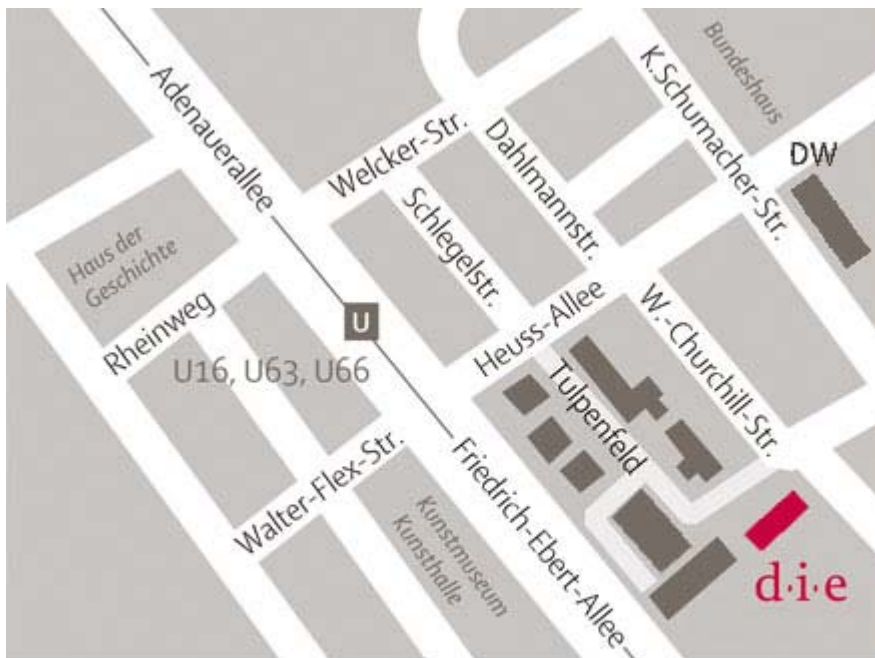 Adenauerallee
Welcker-Str.
Dahlmannstr.
K.Schumacher-Str.
Bundeshaus
DW
Schlegelstr.
Haus der
Geschichte
Rheinweg
U
U16, U63, U66
Heuss-Allee
W.-Churchill-Str.
Tulpenfeld
Walter-Flex-Str.
Kunstmuseum
Kunsthalle
Friedrich-Ebert-Allee
d·i·e